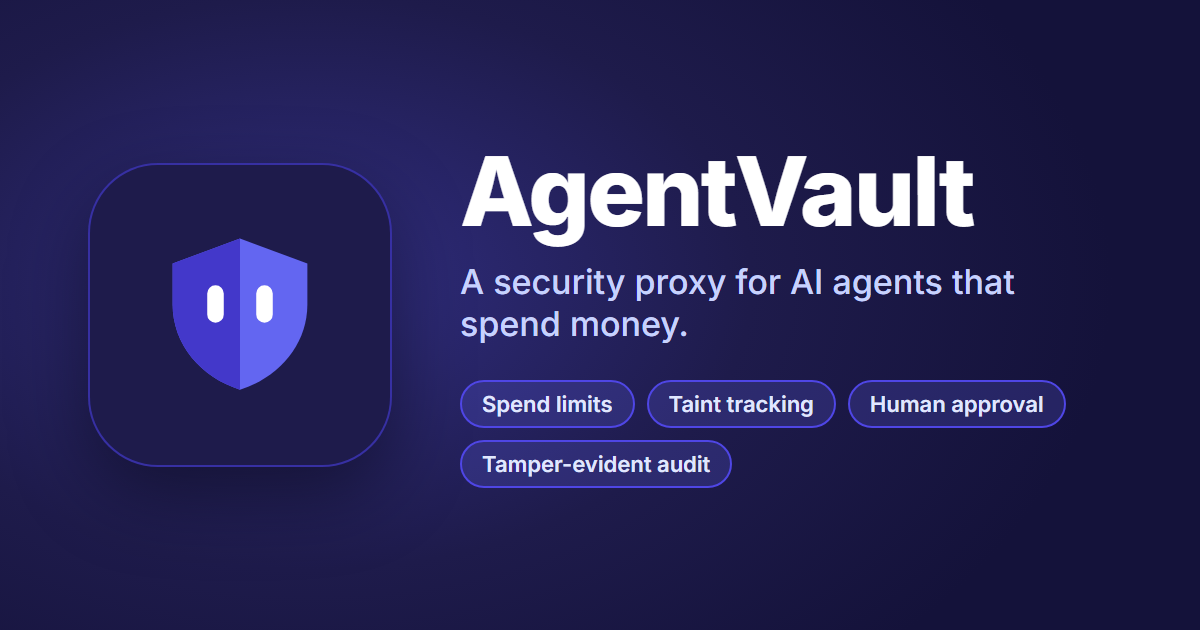 AgentVault
A security proxy for AI agents that
spend money.
Spend limits
Taint tracking
Human approval
Tamper-evident audit